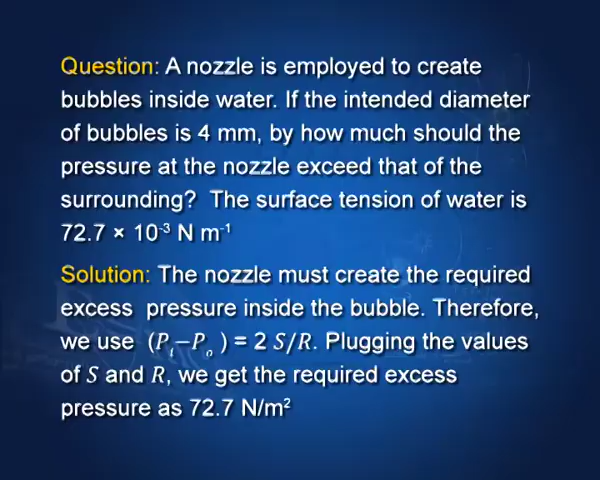 Question: A nozzle is employed to create
bubbles inside water. If the intended diameter
of bubbles is 4 mm, by how much should the
pressure at the nozzle exceed that of the
surrounding? The surface tension of water is
72.7 × 10⁻³ N m⁻¹
Solution: The nozzle must create the required
excess pressure inside the bubble. Therefore,
we use (Pᵢ−Pₒ) = 2 S/R. Plugging the values
of S and R, we get the required excess
pressure as 72.7 N/m²